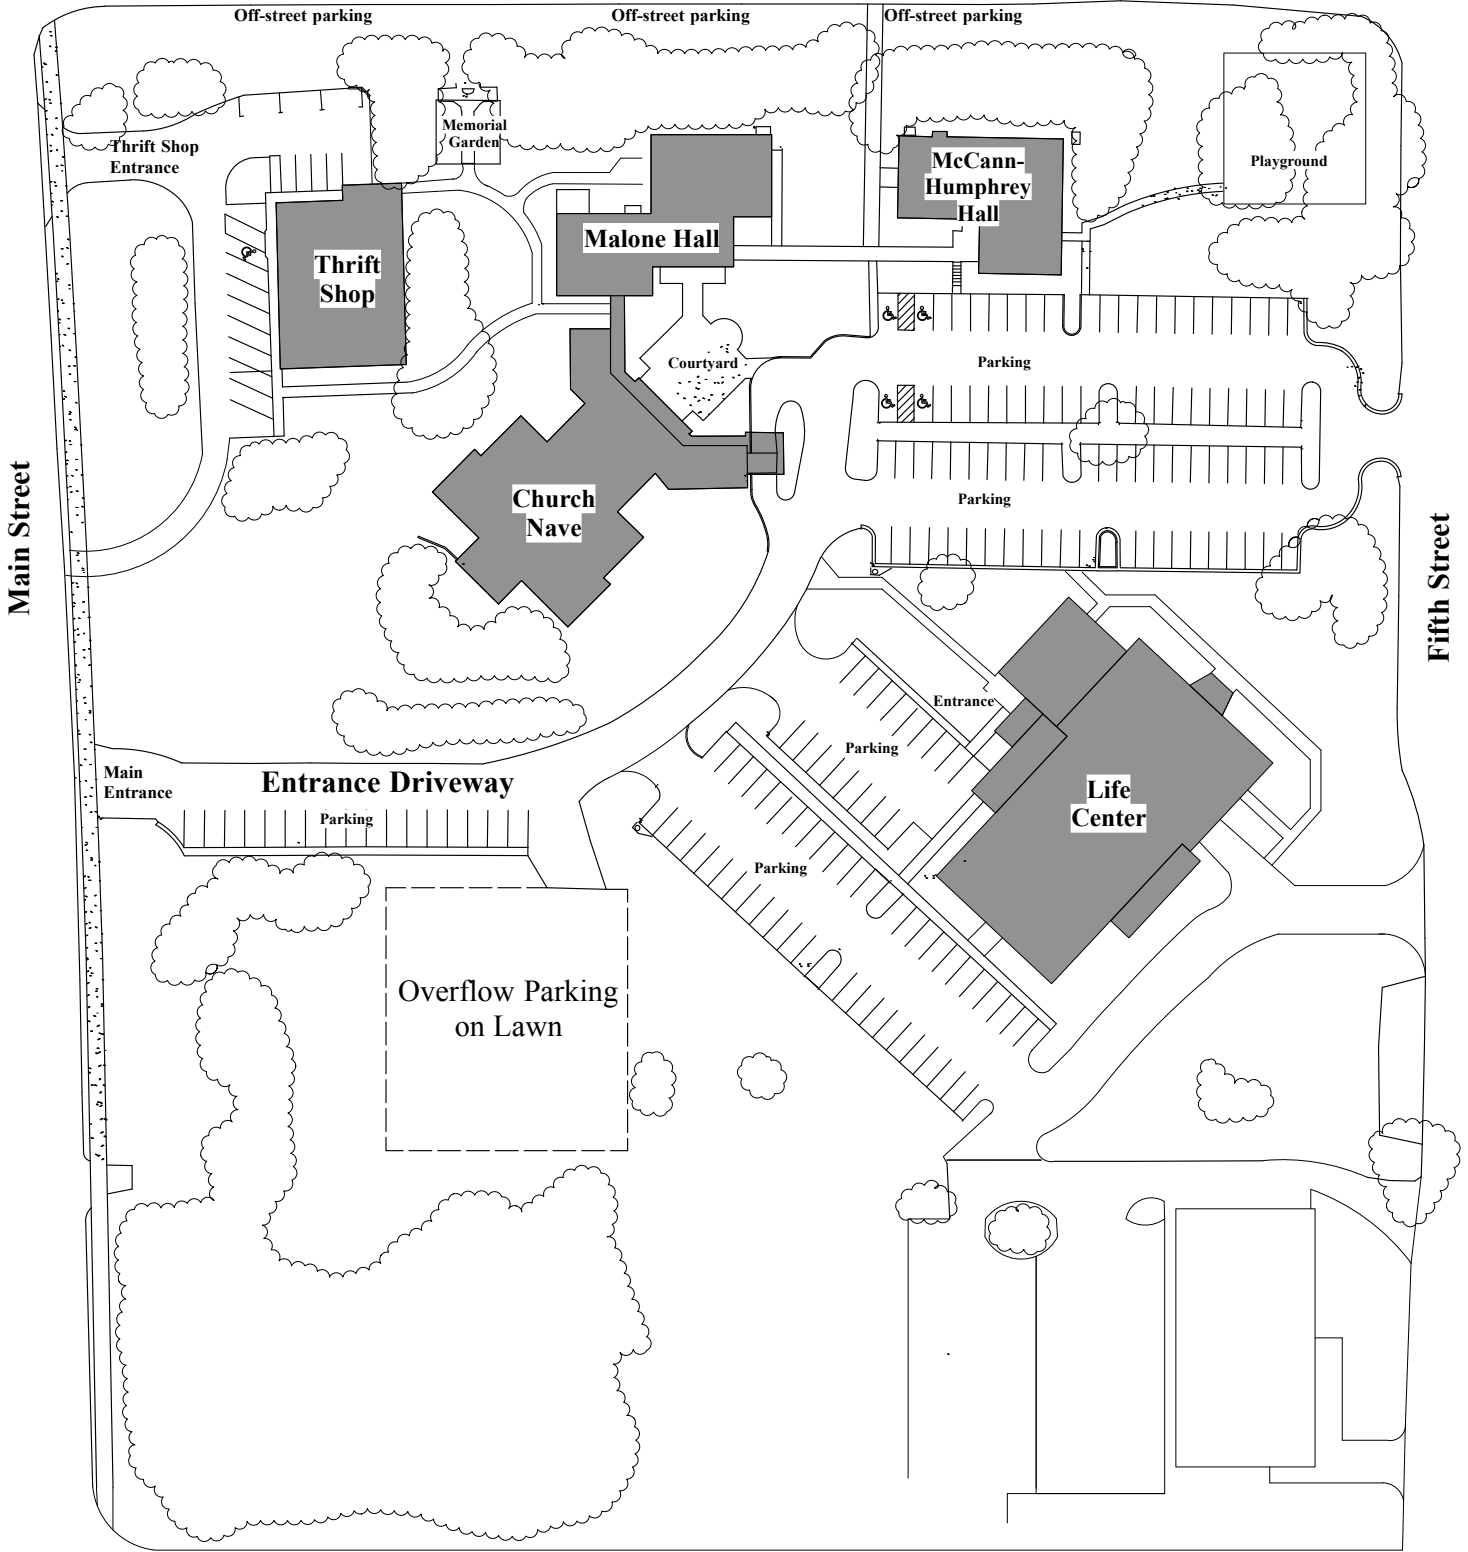 Off-street parking
Off-street parking
Off-street parking
Memorial
Garden
Thrift Shop
Entrance
McCann-
Humphrey
Hall
Playground
Malone Hall
Thrift
Shop
Courtyard
Parking
Church
Nave
Parking
Main Street
Fifth Street
Entrance
Parking
Main
Entrance
Entrance Driveway
Parking
Life
Center
Parking
Overflow Parking
on Lawn